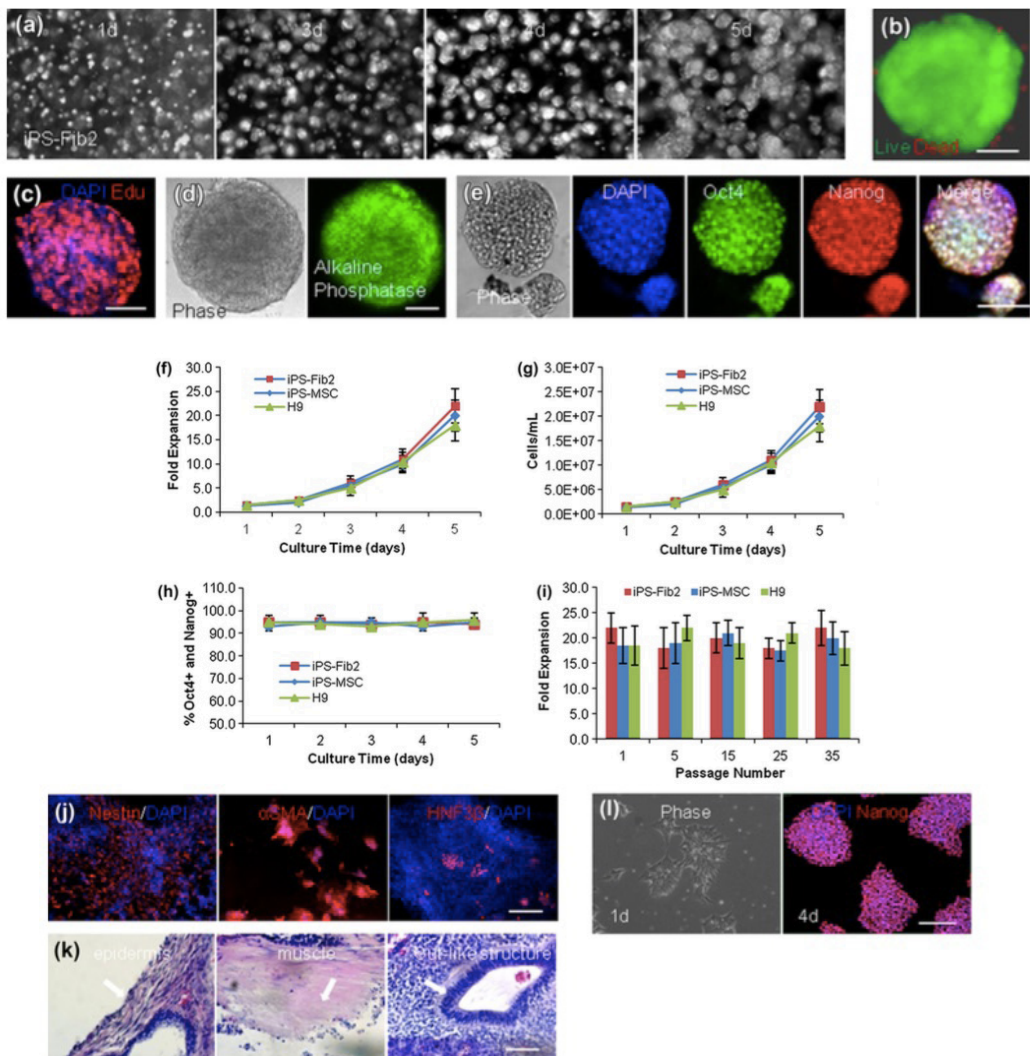 (a) 1d 3d 4d 5d
iPS-Fib2
(b)
Live Dead
(c) DAPI Edu
(d)
Phase
Alkaline
Phosphatase
(e) DAPI Oct4 Nanog Merge
Phase
(f)
30.0
25.0
20.0
15.0
10.0
5.0
0.0
Fold Expansion
iPS-Fib2
iPS-MSC
H9
1 2 3 4 5
Culture Time (days)
(g)
3.0E+07
2.5E+07
2.0E+07
1.5E+07
1.0E+07
5.0E+06
0.0E+00
Cells/mL
iPS-Fib2
iPS-MSC
H9
1 2 3 4 5
Culture Time (days)
(h)
100.0
90.0
80.0
70.0
60.0
50.0
%Oct4+ and Nanog+
iPS-Fib2
iPS-MSC
H9
1 2 3 4 5
Culture Time (days)
(i)
30.0
25.0
20.0
15.0
10.0
5.0
0.0
Fold Expansion
iPS-Fib2 iPS-MSC H9
1 5 15 25 35
Passage Number
(j) Nestin/DAPI αSMA/DAPI HNF3β/DAPI
(k) epidermis muscle Gut-like structure
(l) Phase
1d
DAPI Nanog
4d